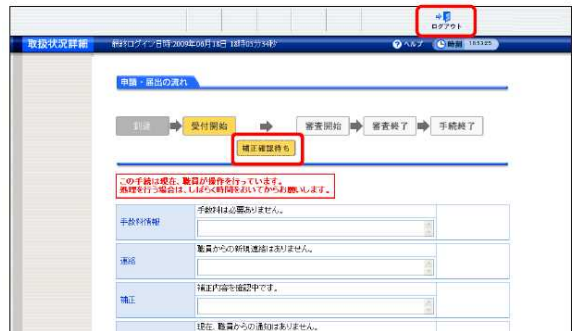 ログアウト
取扱状況詳細
最終ログイン日時:2009年06月18日 18時05分34秒
ヘルプ
時刻
申請・届出の流れ
到達
受付開始
審査開始
審査終了
手続終了
補正確認待ち
この手続は現在、職員が操作を行っています。
処理を行う場合は、しばらく時間をおいてからお願いします。
手数料情報
手数料は必要ありません。
連絡
職員からの新規連絡はありません。
補正
補正内容を確認中です。
現在、職員からの通知はありません。